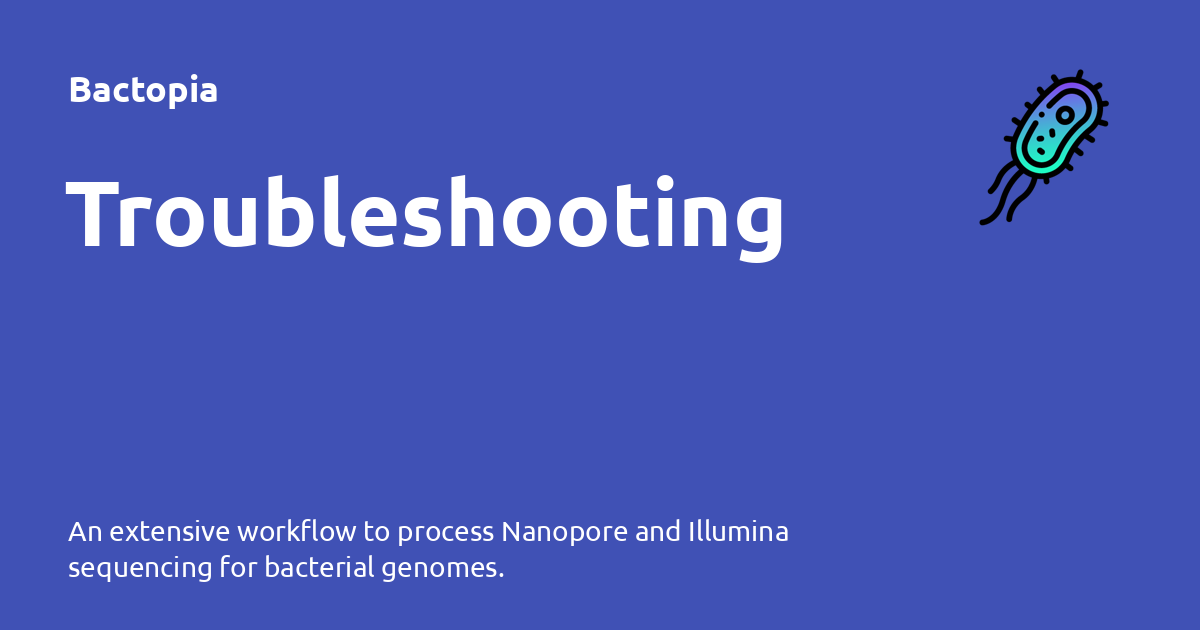 Bactopia
Troubleshooting
An extensive workflow to process Nanopore and Illumina
sequencing for bacterial genomes.